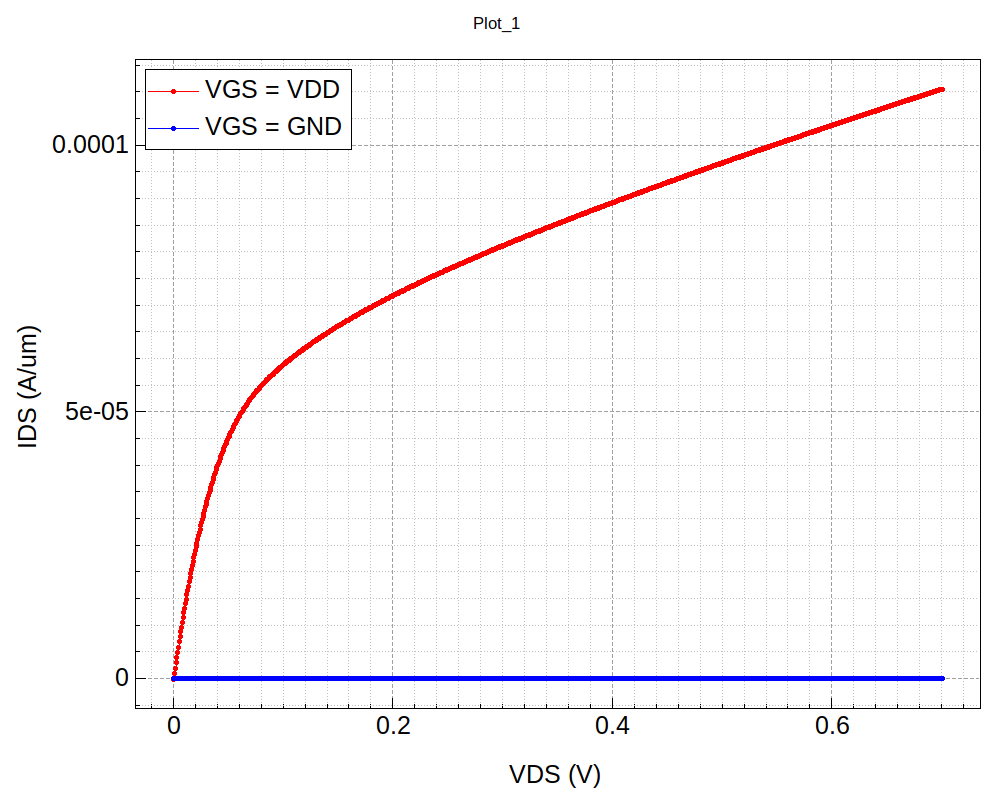 Plot_1
VGS = VDD
VGS = GND
0.0001
5e-05
0
IDS (A/um)
0
0.2
0.4
0.6
VDS (V)